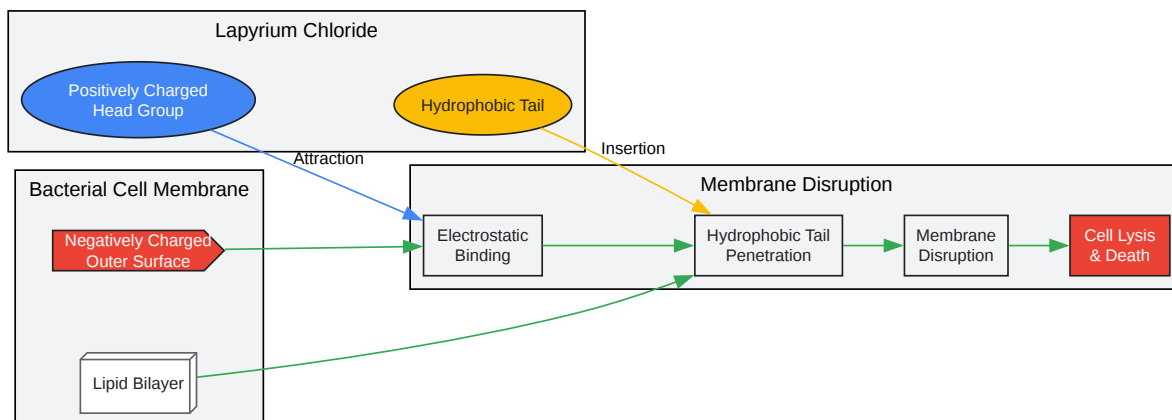 Lapyrium Chloride
Positively Charged
Head Group
Hydrophobic Tail
Attraction
Insertion
Bacterial Cell Membrane
Negatively Charged
Outer Surface
Lipid Bilayer
Membrane Disruption
Electrostatic
Binding
Hydrophobic Tail
Penetration
Membrane
Disruption
Cell Lysis
& Death